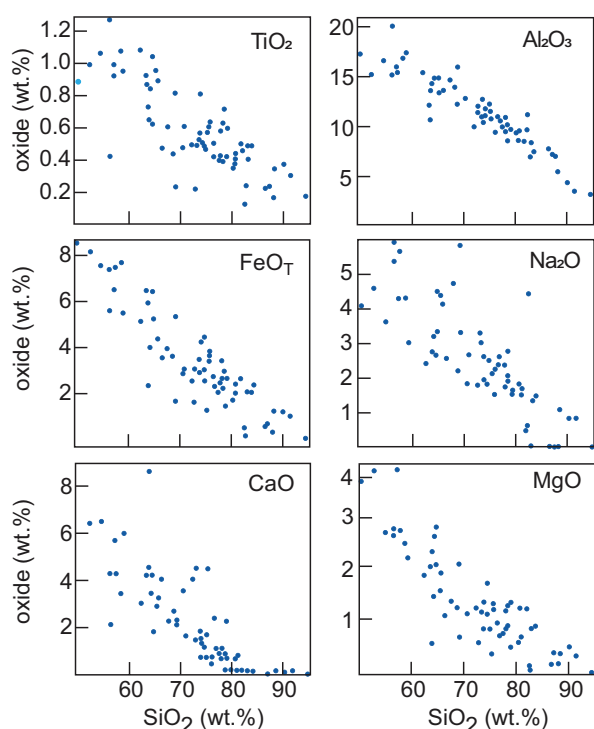 TiO₂
1.2
1.0
0.8
0.6
0.4
0.2
oxide (wt.%)
Al₂O₃
20
15
10
5
FeOT
8
6
4
2
oxide (wt.%)
Na₂O
5
4
3
2
1
CaO
8
6
4
2
oxide (wt.%)
60 70 80 90
SiO₂ (wt.%)
MgO
4
3
2
1
60 70 80 90
SiO₂ (wt.%)